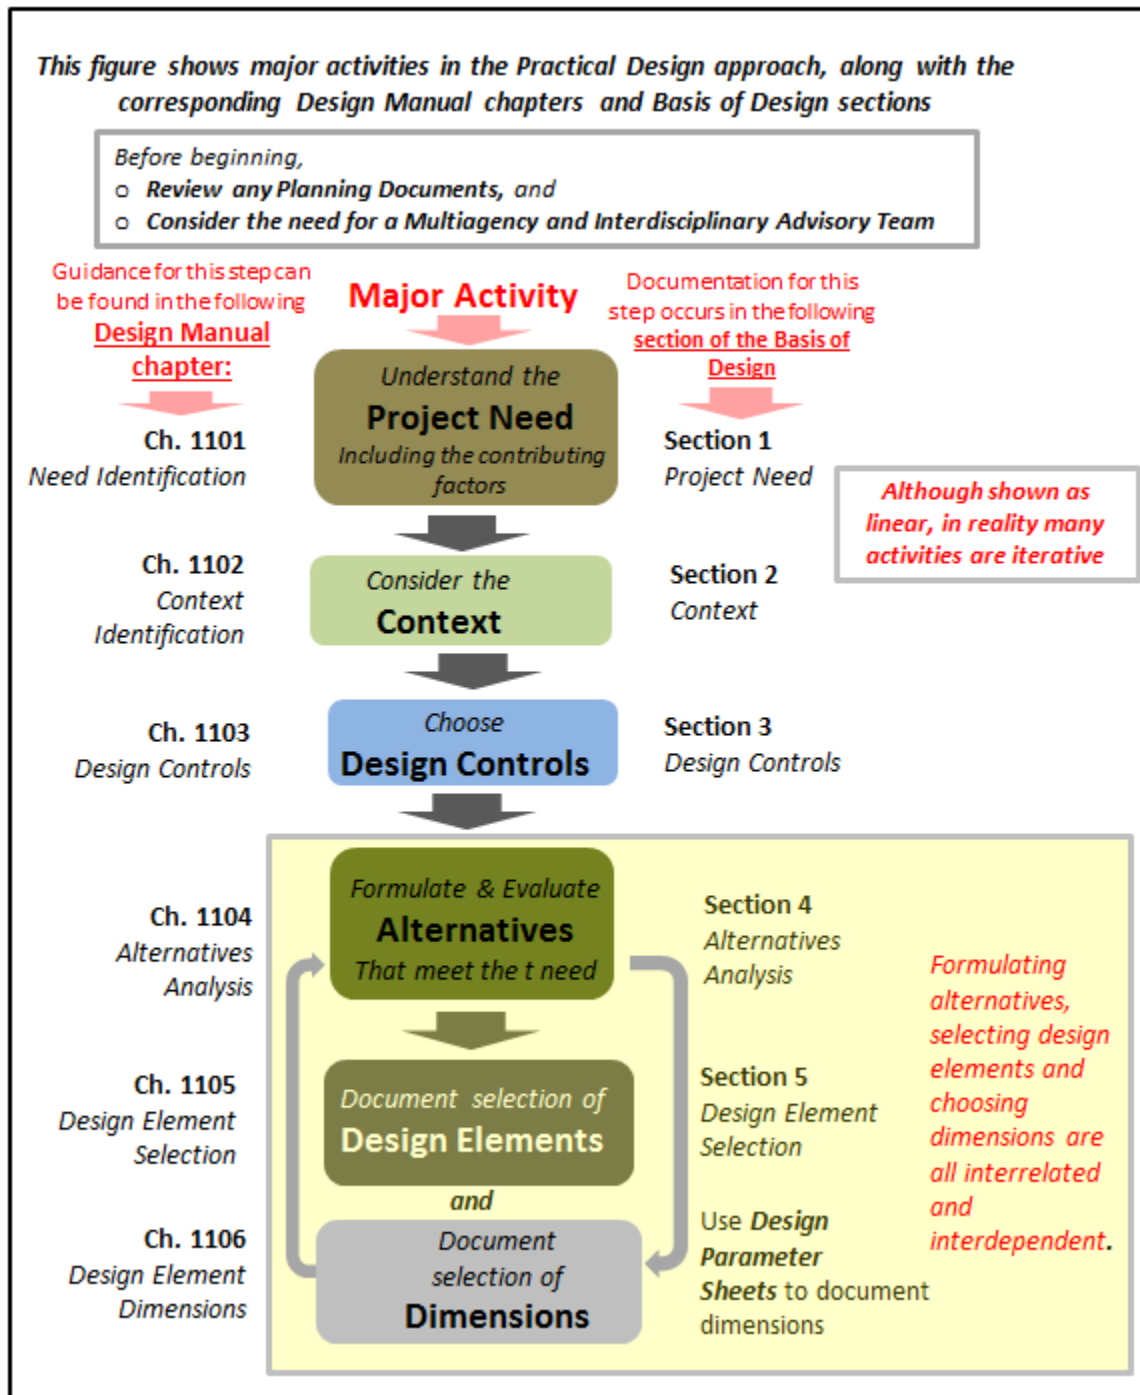 This figure shows major activities in the Practical Design approach, along with the
corresponding Design Manual chapters and Basis of Design sections
Before beginning,
o Review any Planning Documents, and
o Consider the need for a Multiagency and Interdisciplinary Advisory Team
Guidance for this step can
be found in the following
Design Manual
chapter:
Major Activity
Documentation for this
step occurs in the following
section of the Basis of
Design
Ch. 1101
Need Identification
Understand the
Project Need
Including the contributing
factors
Section 1
Project Need
Although shown as
linear, in reality many
activities are iterative
Ch. 1102
Context
Identification
Consider the
Context
Section 2
Context
Ch. 1103
Design Controls
Choose
Design Controls
Section 3
Design Controls
Ch. 1104
Alternatives
Analysis
Formulate & Evaluate
Alternatives
That meet the t need
Section 4
Alternatives
Analysis
Formulating
alternatives,
selecting design
elements and
choosing
dimensions are
all interrelated
and
interdependent.
Ch. 1105
Design Element
Selection
Document selection of
Design Elements
Section 5
Design Element
Selection
and
Ch. 1106
Design Element
Dimensions
Document
selection of
Dimensions
Use Design
Parameter
Sheets to document
dimensions